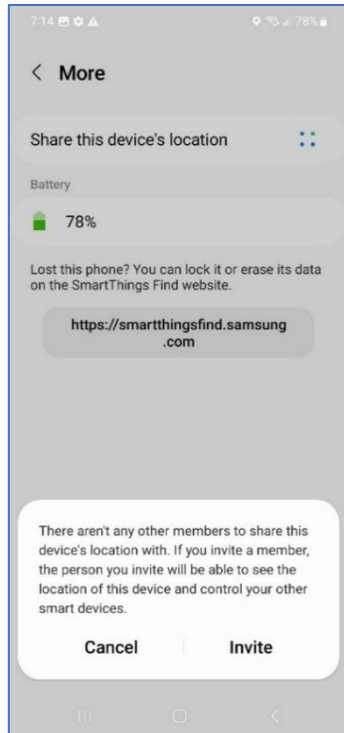 7:14
78%
More
Share this device's location
Battery
78%
Lost this phone? You can lock it or erase its data
on the SmartThings Find website.
https://smartthingsfind.samsung
.com
There aren't any other members to share this
device's location with. If you invite a member,
the person you invite will be able to see the
location of this device and control your other
smart devices.
Cancel
Invite